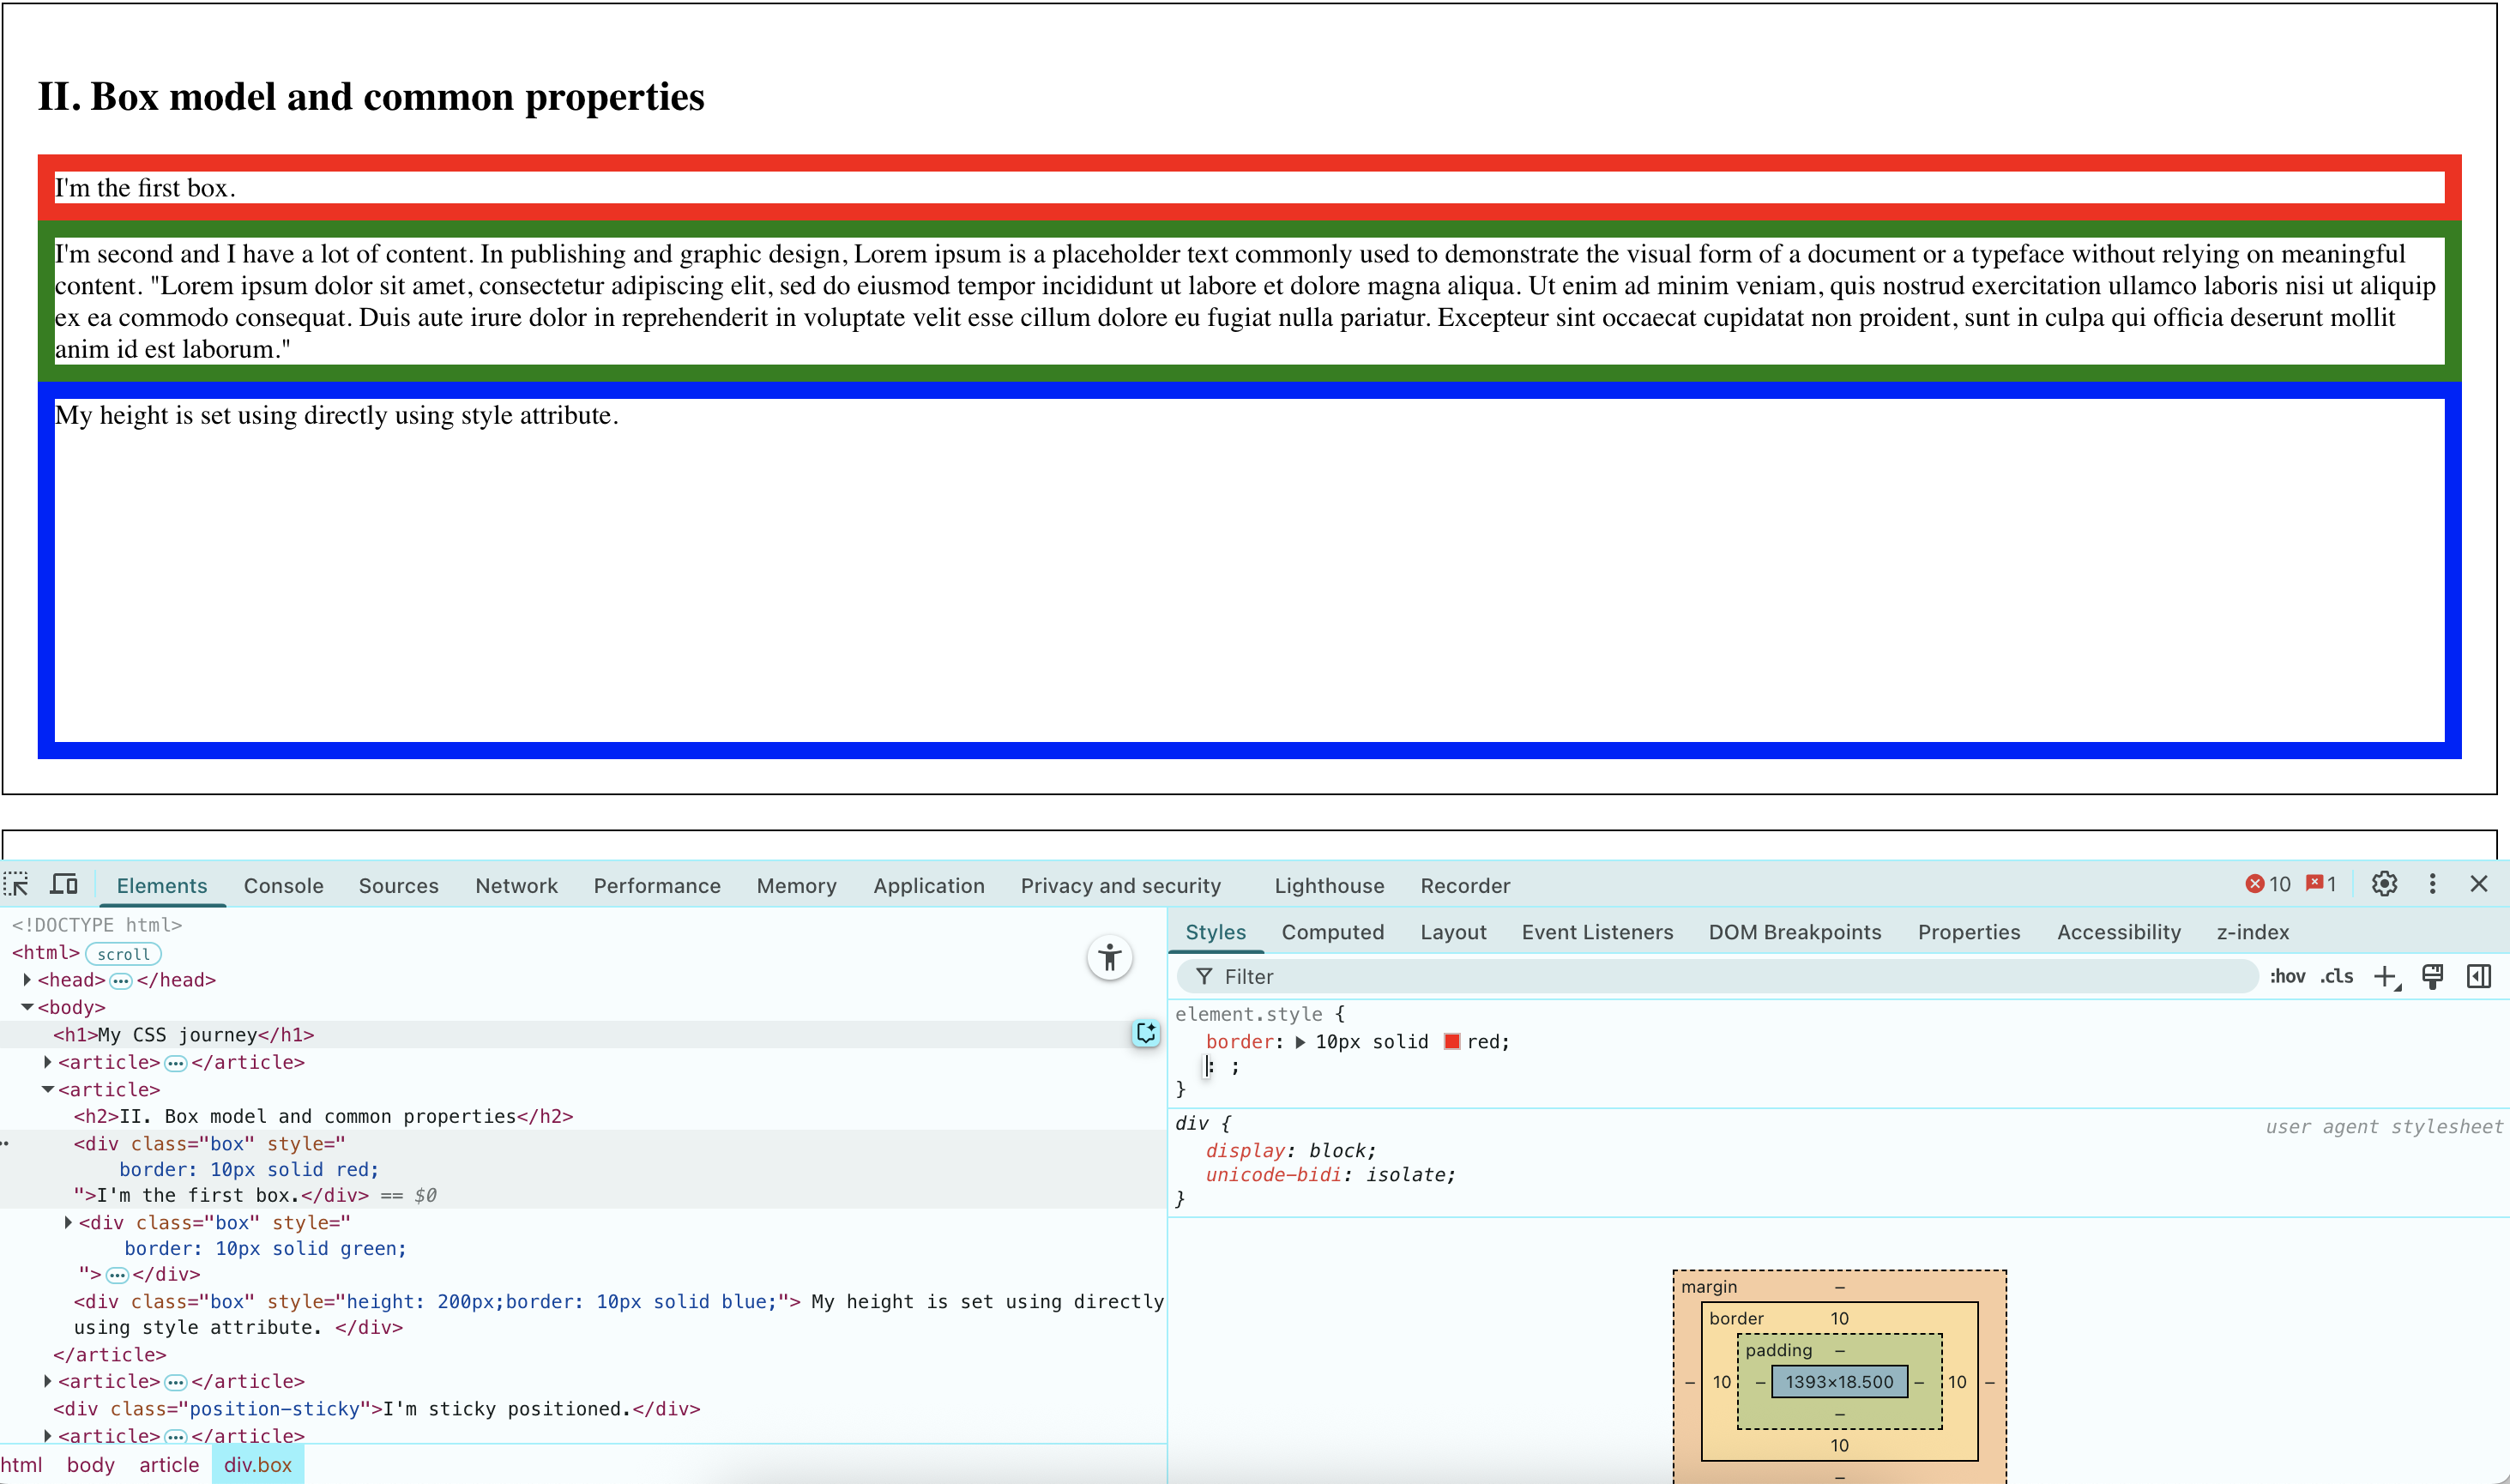 II. Box model and common properties
I'm the first box.
I'm second and I have a lot of content. In publishing and graphic design, Lorem ipsum is a placeholder text commonly used to demonstrate the visual form of a document or a typeface without relying on meaningful
content. "Lorem ipsum dolor sit amet, consectetur adipiscing elit, sed do eiusmod tempor incididunt ut labore et dolore magna aliqua. Ut enim ad minim veniam, quis nostrud exercitation ullamco laboris nisi ut aliquip
ex ea commodo consequat. Duis aute irure dolor in reprehenderit in voluptate velit esse cillum dolore eu fugiat nulla pariatur. Excepteur sint occaecat cupidatat non proident, sunt in culpa qui officia deserunt mollit
anim id est laborum."
My height is set using directly using style attribute.
Elements Console Sources Network Performance Memory Application Privacy and security Lighthouse Recorder 10 1
<!DOCTYPE html>
<html> scroll
<head> ••• </head>
<body>
<h1>My CSS journey</h1>
<article> ••• </article>
<article>
<h2>II. Box model and common properties</h2>
<div class="box" style="
border: 10px solid red;
">I'm the first box.</div> == $0
<div class="box" style="
border: 10px solid green;
"> ••• </div>
<div class="box" style="height: 200px;border: 10px solid blue;"> My height is set using directly
using style attribute. </div>
</article>
<article> ••• </article>
<div class="position-sticky">I'm sticky positioned.</div>
<article> ••• </article>
html body article div.box
Styles Computed Layout Event Listeners DOM Breakpoints Properties Accessibility z-index
Filter :hov .cls
element.style {
border: 10px solid red;
: ;
}
div { user agent stylesheet
display: block;
unicode-bidi: isolate;
}
margin –
border 10
padding –
– 10 – 1393×18.500 – 10 –
–
10
–